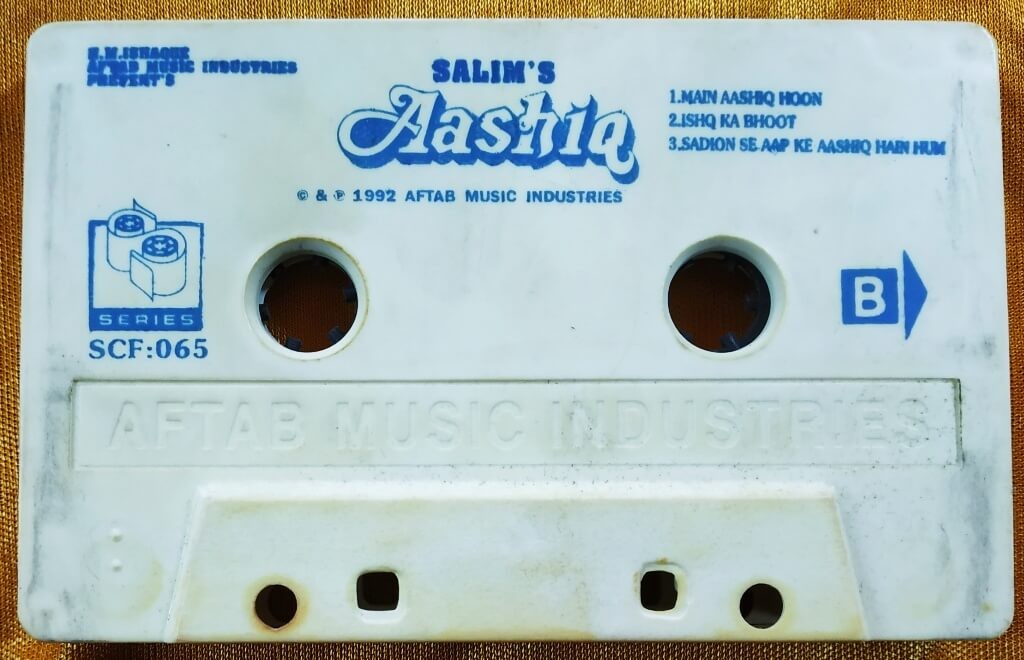 S.M.ISHAQUE
AFTAB MUSIC INDUSTRIES
PREVENT'S
SALIM'S
Aashiq
© & ℗ 1992 AFTAB MUSIC INDUSTRIES
1.MAIN AASHIQ HOON
2.ISHQ KA BHOOT
3.SADION SE AAP KE AASHIQ HAIN HUM
SERIES
SCF:065
B
AFTAB MUSIC INDUSTRIES